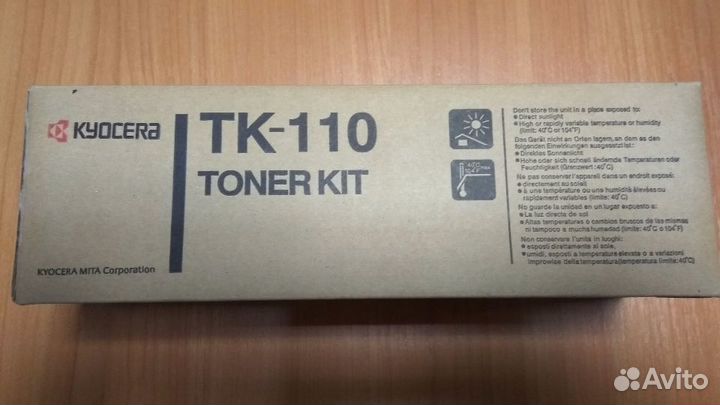 KYOCERA
KYOCERA MITA Corporation
TK-110
TONER KIT
40°C
104°F max
Don't store the unit in a place exposed to:
● Direct sunlight
● High or rapidly variable temperature or humidity
(limit: 40°C or 104°F)
Das Gerät nicht an Orten lagern, an dem es den
folgenden Einwirkungen ausgesetzt ist:
● Direktes Sonnenlicht
● Hohe oder sich schnell ändernde Temperaturen oder
Feuchtigkeit (Grenzwert: 40°C)
Ne pas conserver l'appareil dans un endroit exposé:
● directement au soleil
● à une température ou une humidité élevées ou
rapidement variables (limite: 40°C)
No guarde la unidad en un lugar expuesto a:
● La luz directa de sol
● Altas temperaturas o cambios bruscos de las mismas
ni tampoco a mucha humedad (limite: 40°C o 104°F)
Non conservare l'unità in luoghi:
● esposti direttamente al sole,
● umidi, esposti a temperature elevate o a variazioni
improwise della temperatura(temperatura limite: 40°C)
Avito